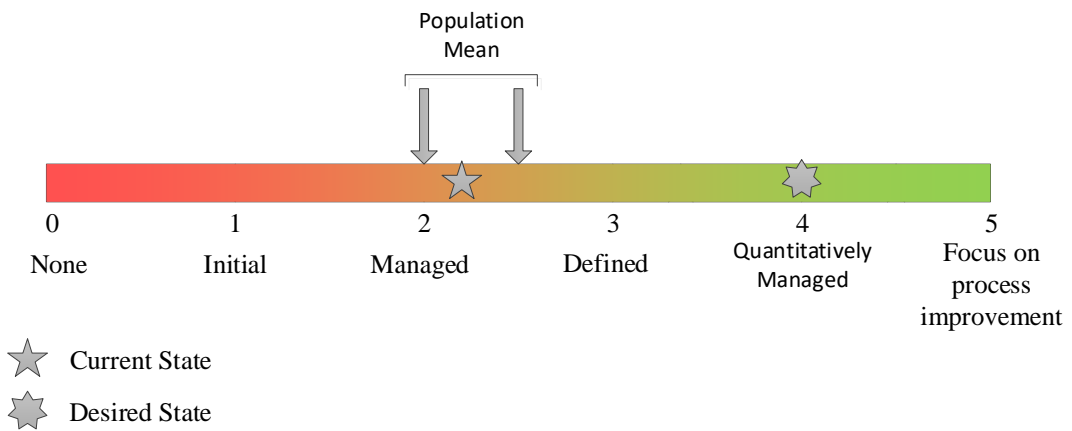 Population
Mean
0 1 2 3 4 5
None Initial Managed Defined Quantitatively Managed Focus on process improvement
Current State
Desired State